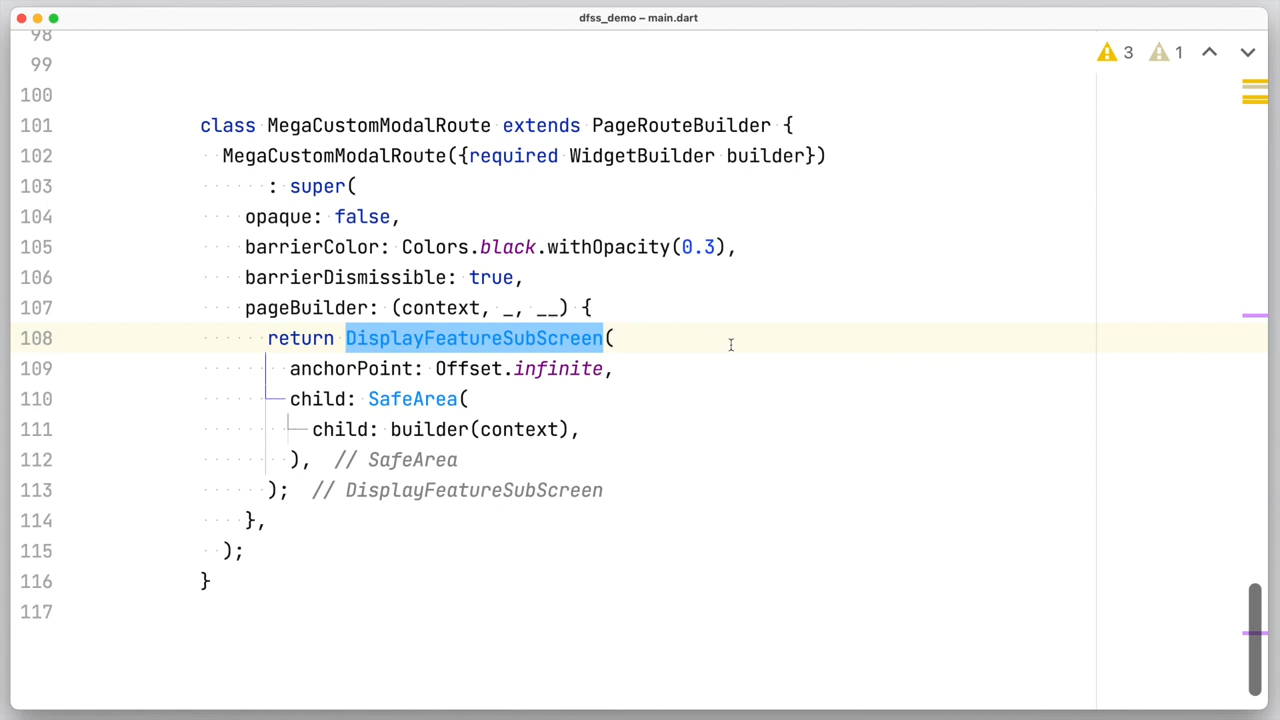 dfss_demo – main.dart
98
3 1
99
100
101 class MegaCustomModalRoute extends PageRouteBuilder {
102 MegaCustomModalRoute({required WidgetBuilder builder})
103 : super(
104 opaque: false,
105 barrierColor: Colors.black.withOpacity(0.3),
106 barrierDismissible: true,
107 pageBuilder: (context, _, __) {
108 return DisplayFeatureSubScreen(
109 anchorPoint: Offset.infinite,
110 child: SafeArea(
111 child: builder(context),
112 ), // SafeArea
113 ); // DisplayFeatureSubScreen
114 },
115 );
116 }
117